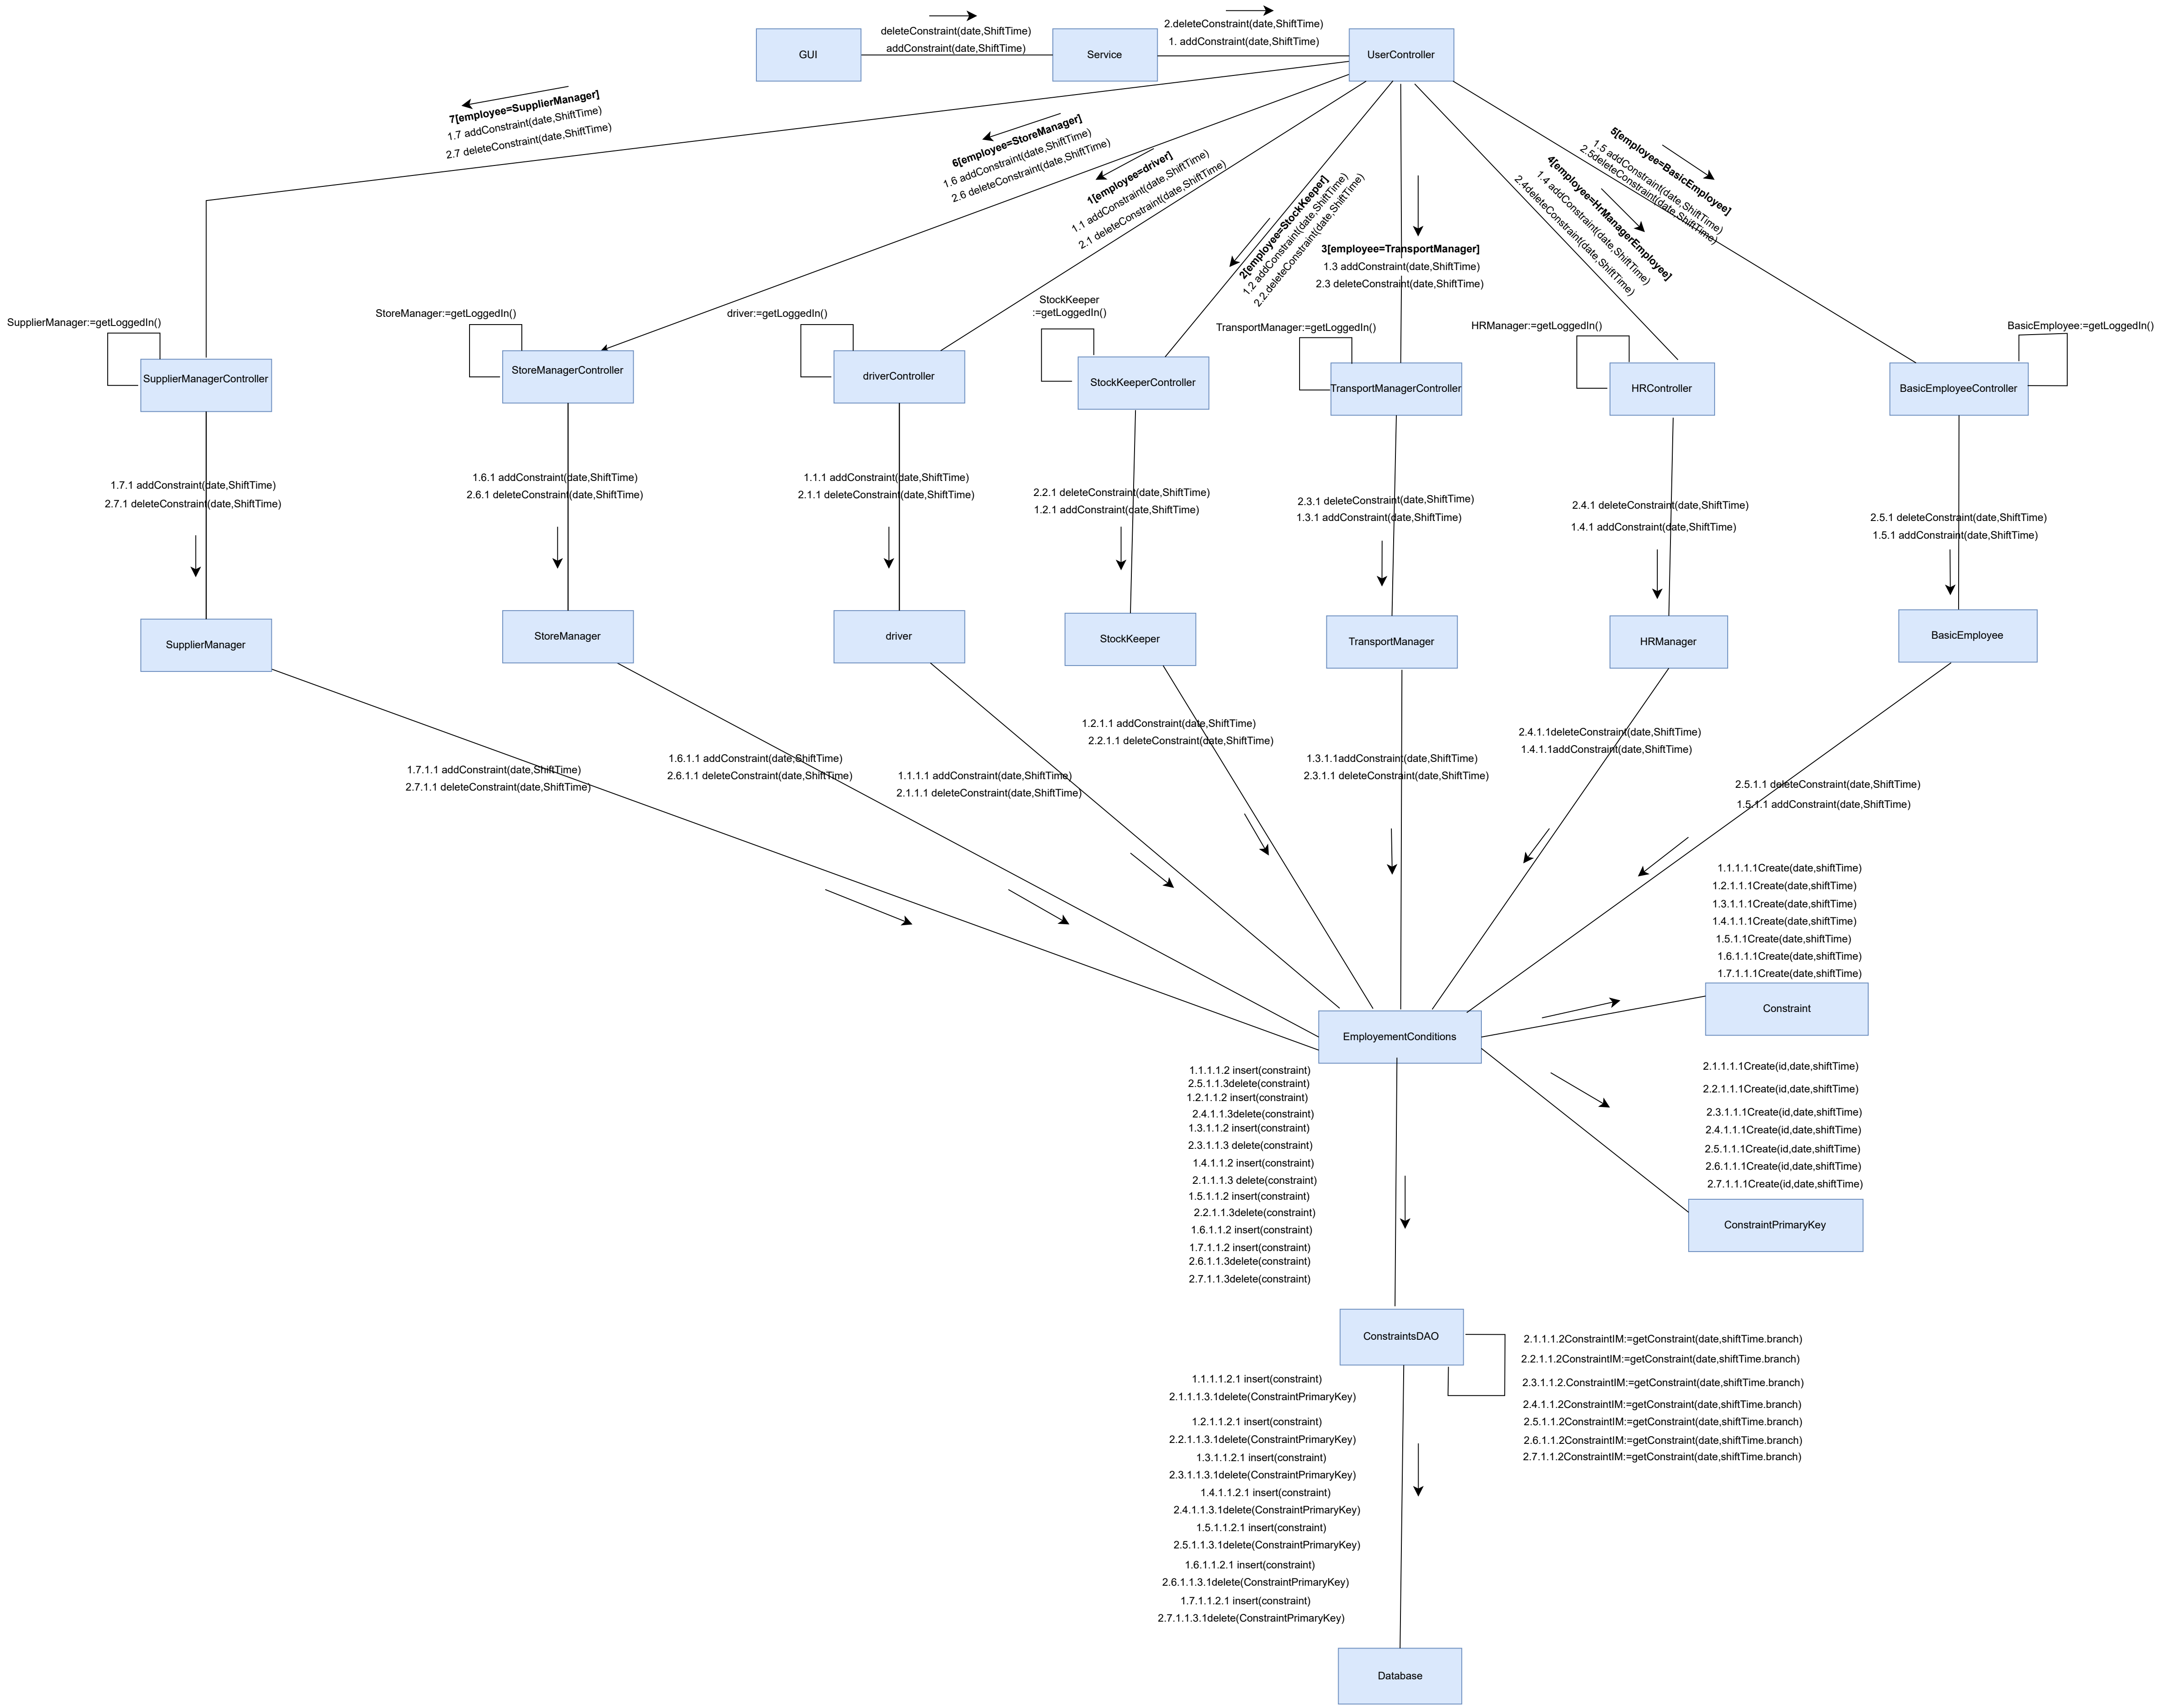 2.deleteConstraint(date,ShiftTime)
deleteConstraint(date,ShiftTime)
1. addConstraint(date,ShiftTime)
addConstraint(date,ShiftTime)
GUI
Service
UserController
7[employee=SupplierManager]
1.7 addConstraint(date,ShiftTime)
2.7 deleteConstraint(date,ShiftTime)
6[employee=StoreManager]
1.6 addConstraint(date,ShiftTime)
2.6 deleteConstraint(date,ShiftTime)
1[employee=driver]
1.1 addConstraint(date,ShiftTime)
2.1 deleteConstraint(date,ShiftTime)
2[employee=StockKeeper]
1.2 addConstraint(date,ShiftTime)
2.2.deleteConstraint(date,ShiftTime)
3[employee=TransportManager]
1.3 addConstraint(date,ShiftTime)
2.3 deleteConstraint(date,ShiftTime)
4[employee=HrManagerEmployee]
1.4 addConstraint(date,ShiftTime)
2.4deleteConstraint(date,ShiftTime)
5[employee=BasicEmployee]
1.5 addConstraint(date,ShiftTime)
2.5deleteConstraint(date,ShiftTime)
SupplierManager:=getLoggedIn()
StoreManager:=getLoggedIn()
driver:=getLoggedIn()
StockKeeper
:=getLoggedIn()
TransportManager:=getLoggedIn()
HRManager:=getLoggedIn()
BasicEmployee:=getLoggedIn()
SupplierManagerController
StoreManagerController
driverController
StockKeeperController
TransportManagerController
HRController
BasicEmployeeController
1.7.1 addConstraint(date,ShiftTime)
2.7.1 deleteConstraint(date,ShiftTime)
1.6.1 addConstraint(date,ShiftTime)
2.6.1 deleteConstraint(date,ShiftTime)
1.1.1 addConstraint(date,ShiftTime)
2.1.1 deleteConstraint(date,ShiftTime)
2.2.1 deleteConstraint(date,ShiftTime)
1.2.1 addConstraint(date,ShiftTime)
2.3.1 deleteConstraint(date,ShiftTime)
1.3.1 addConstraint(date,ShiftTime)
2.4.1 deleteConstraint(date,ShiftTime)
1.4.1 addConstraint(date,ShiftTime)
2.5.1 deleteConstraint(date,ShiftTime)
1.5.1 addConstraint(date,ShiftTime)
SupplierManager
StoreManager
driver
StockKeeper
TransportManager
HRManager
BasicEmployee
1.7.1.1 addConstraint(date,ShiftTime)
2.7.1.1 deleteConstraint(date,ShiftTime)
1.6.1.1 addConstraint(date,ShiftTime)
2.6.1.1 deleteConstraint(date,ShiftTime)
1.1.1.1 addConstraint(date,ShiftTime)
2.1.1.1 deleteConstraint(date,ShiftTime)
1.2.1.1 addConstraint(date,ShiftTime)
2.2.1.1 deleteConstraint(date,ShiftTime)
1.3.1.1addConstraint(date,ShiftTime)
2.3.1.1 deleteConstraint(date,ShiftTime)
2.4.1.1deleteConstraint(date,ShiftTime)
1.4.1.1addConstraint(date,ShiftTime)
2.5.1.1 deleteConstraint(date,ShiftTime)
1.5.1.1 addConstraint(date,ShiftTime)
1.1.1.1.1Create(date,shiftTime)
1.2.1.1.1Create(date,shiftTime)
1.3.1.1.1Create(date,shiftTime)
1.4.1.1.1Create(date,shiftTime)
1.5.1.1Create(date,shiftTime)
1.6.1.1.1Create(date,shiftTime)
1.7.1.1.1Create(date,shiftTime)
Constraint
EmployementConditions
2.1.1.1.1Create(id,date,shiftTime)
2.2.1.1.1Create(id,date,shiftTime)
2.3.1.1.1Create(id,date,shiftTime)
2.4.1.1.1Create(id,date,shiftTime)
2.5.1.1.1Create(id,date,shiftTime)
2.6.1.1.1Create(id,date,shiftTime)
2.7.1.1.1Create(id,date,shiftTime)
ConstraintPrimaryKey
1.1.1.1.2 insert(constraint)
2.5.1.1.3delete(constraint)
1.2.1.1.2 insert(constraint)
2.4.1.1.3delete(constraint)
1.3.1.1.2 insert(constraint)
2.3.1.1.3 delete(constraint)
1.4.1.1.2 insert(constraint)
2.1.1.1.3 delete(constraint)
1.5.1.1.2 insert(constraint)
2.2.1.1.3delete(constraint)
1.6.1.1.2 insert(constraint)
1.7.1.1.2 insert(constraint)
2.6.1.1.3delete(constraint)
2.7.1.1.3delete(constraint)
ConstraintsDAO
2.1.1.1.2ConstraintIM:=getConstraint(date,shiftTime.branch)
2.2.1.1.2ConstraintIM:=getConstraint(date,shiftTime.branch)
2.3.1.1.2.ConstraintIM:=getConstraint(date,shiftTime.branch)
2.4.1.1.2ConstraintIM:=getConstraint(date,shiftTime.branch)
2.5.1.1.2ConstraintIM:=getConstraint(date,shiftTime.branch)
2.6.1.1.2ConstraintIM:=getConstraint(date,shiftTime.branch)
2.7.1.1.2ConstraintIM:=getConstraint(date,shiftTime.branch)
1.1.1.1.2.1 insert(constraint)
2.1.1.1.3.1delete(ConstraintPrimaryKey)
1.2.1.1.2.1 insert(constraint)
2.2.1.1.3.1delete(ConstraintPrimaryKey)
1.3.1.1.2.1 insert(constraint)
2.3.1.1.3.1delete(ConstraintPrimaryKey)
1.4.1.1.2.1 insert(constraint)
2.4.1.1.3.1delete(ConstraintPrimaryKey)
1.5.1.1.2.1 insert(constraint)
2.5.1.1.3.1delete(ConstraintPrimaryKey)
1.6.1.1.2.1 insert(constraint)
2.6.1.1.3.1delete(ConstraintPrimaryKey)
1.7.1.1.2.1 insert(constraint)
2.7.1.1.3.1delete(ConstraintPrimaryKey)
Database